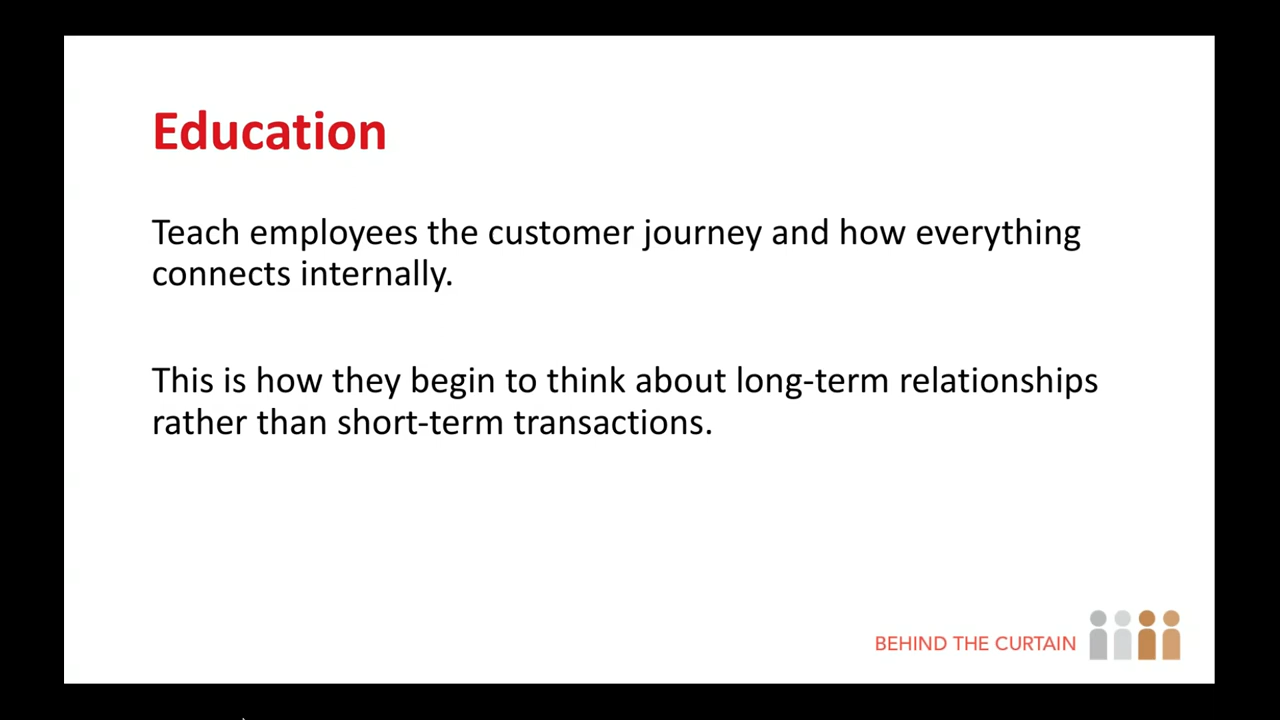 Education
Teach employees the customer journey and how everything
connects internally.
This is how they begin to think about long-term relationships
rather than short-term transactions.
BEHIND THE CURTAIN